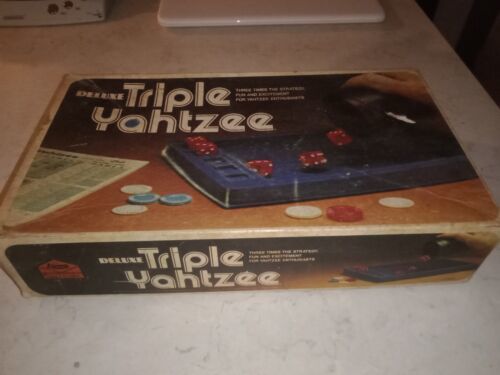 DELUXE Triple
Yahtzee
THREE TIMES THE STRATEGY,
FUN AND EXCITEMENT
FOR YAHTZEE ENTHUSIASTS
DELUXE Triple
Yahtzee
THREE TIMES THE STRATEGY,
FUN AND EXCITEMENT
FOR YAHTZEE ENTHUSIASTS